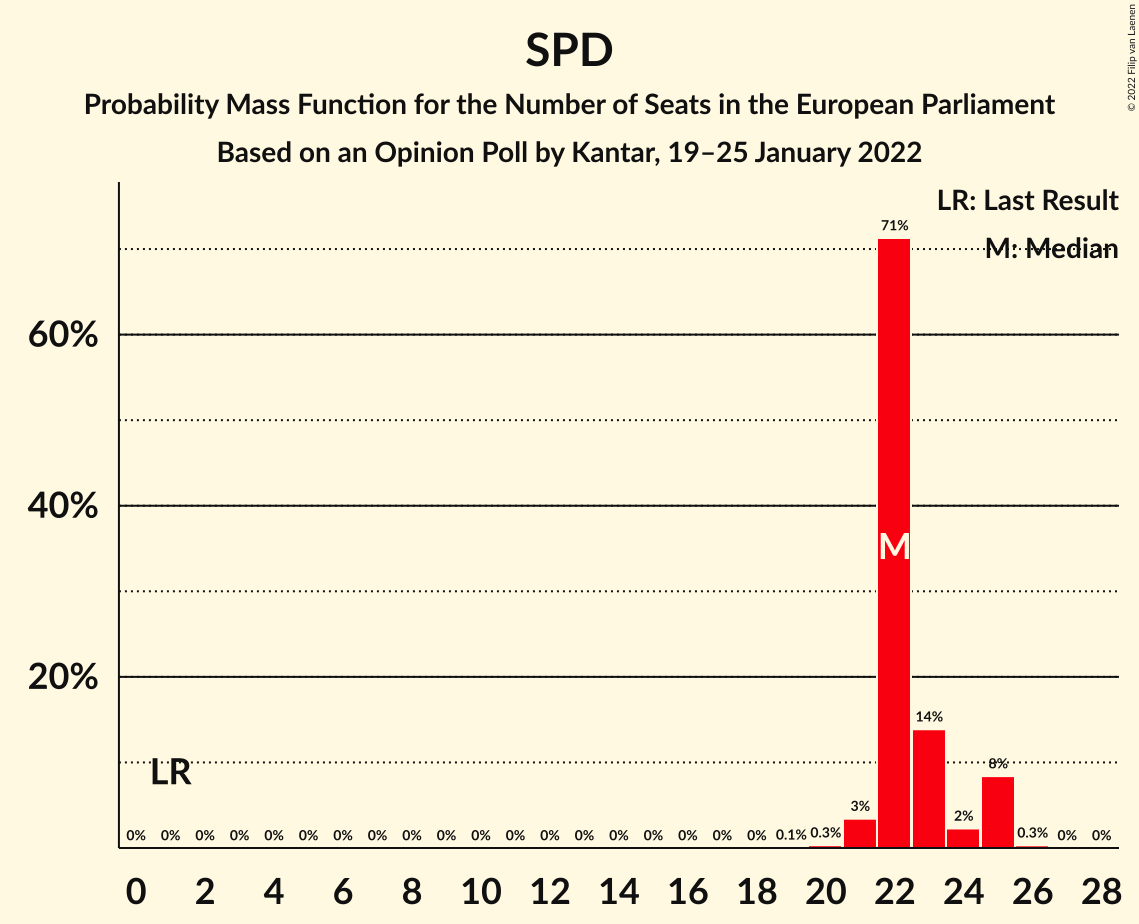 SPD
Probability Mass Function for the Number of Seats in the European Parliament
Based on an Opinion Poll by Kantar, 19–25 January 2022
© 2022 Filip van Laenen
LR: Last Result
M: Median
60%
40%
20%
71%
M
14%
LR
8%
3%
2%
0% 0% 0% 0% 0% 0% 0% 0% 0% 0% 0% 0% 0% 0% 0% 0% 0% 0% 0% 0.1% 0.3% 0.3% 0% 0%
0 2 4 6 8 10 12 14 16 18 20 22 24 26 28